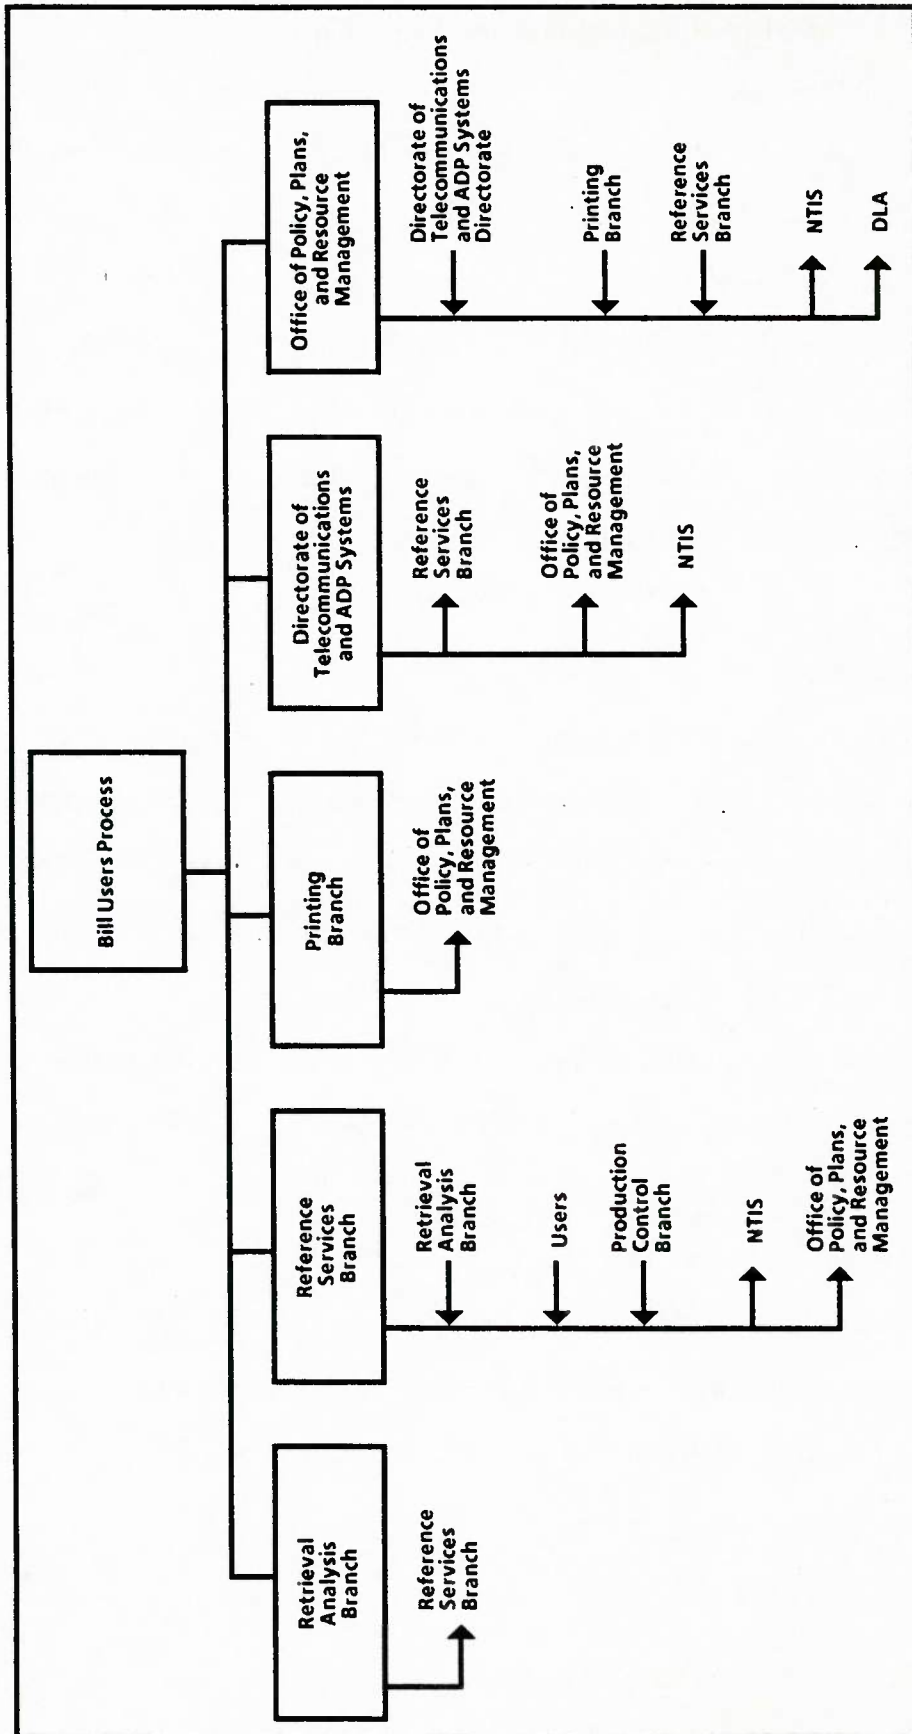 Bill Users Process
Retrieval
Analysis
Branch
Reference
Services
Branch
Reference
Services
Branch
Retrieval
Analysis
Branch
Users
Production
Control
Branch
NTIS
Office of
Policy, Plans,
and Resource
Management
Printing
Branch
Office of
Policy, Plans,
and Resource
Management
Directorate of
Telecommunications
and ADP Systems
Reference
Services
Branch
Office of
Policy, Plans,
and Resource
Management
NTIS
Office of Policy, Plans,
and Resource
Management
Directorate of
Telecommunications
and ADP Systems
Directorate
Printing
Branch
Reference
Services
Branch
NTIS
DLA